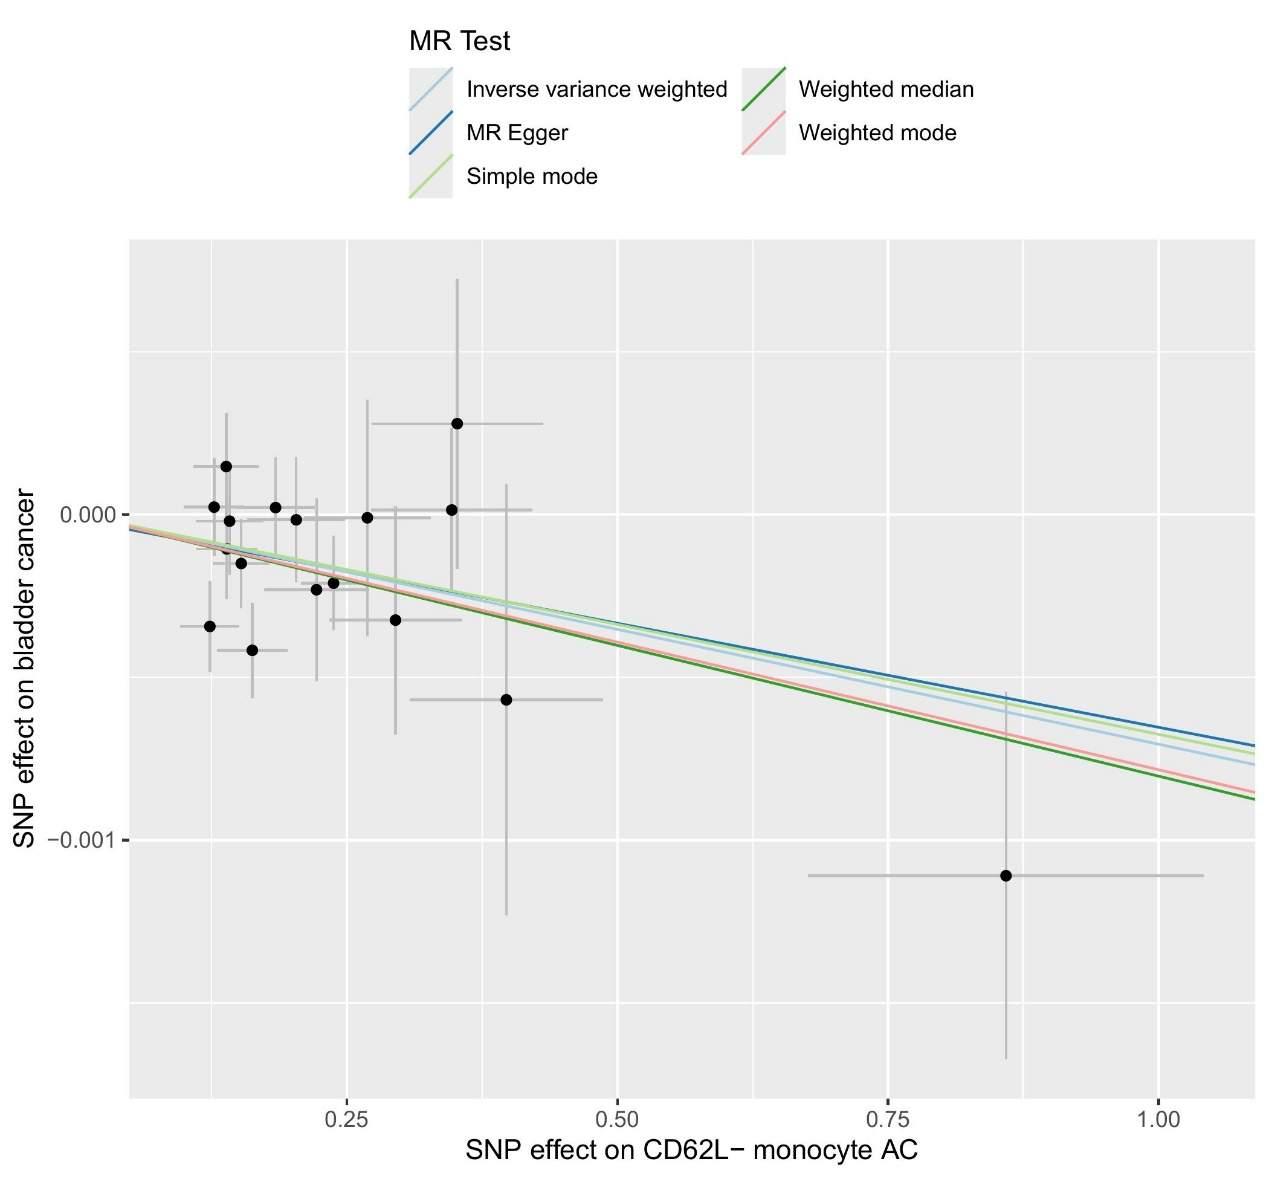 MR Test
Inverse variance weighted
Weighted median
MR Egger
Weighted mode
Simple mode
SNP effect on bladder cancer
0.000
−0.001
0.25
0.50
0.75
1.00
SNP effect on CD62L− monocyte AC